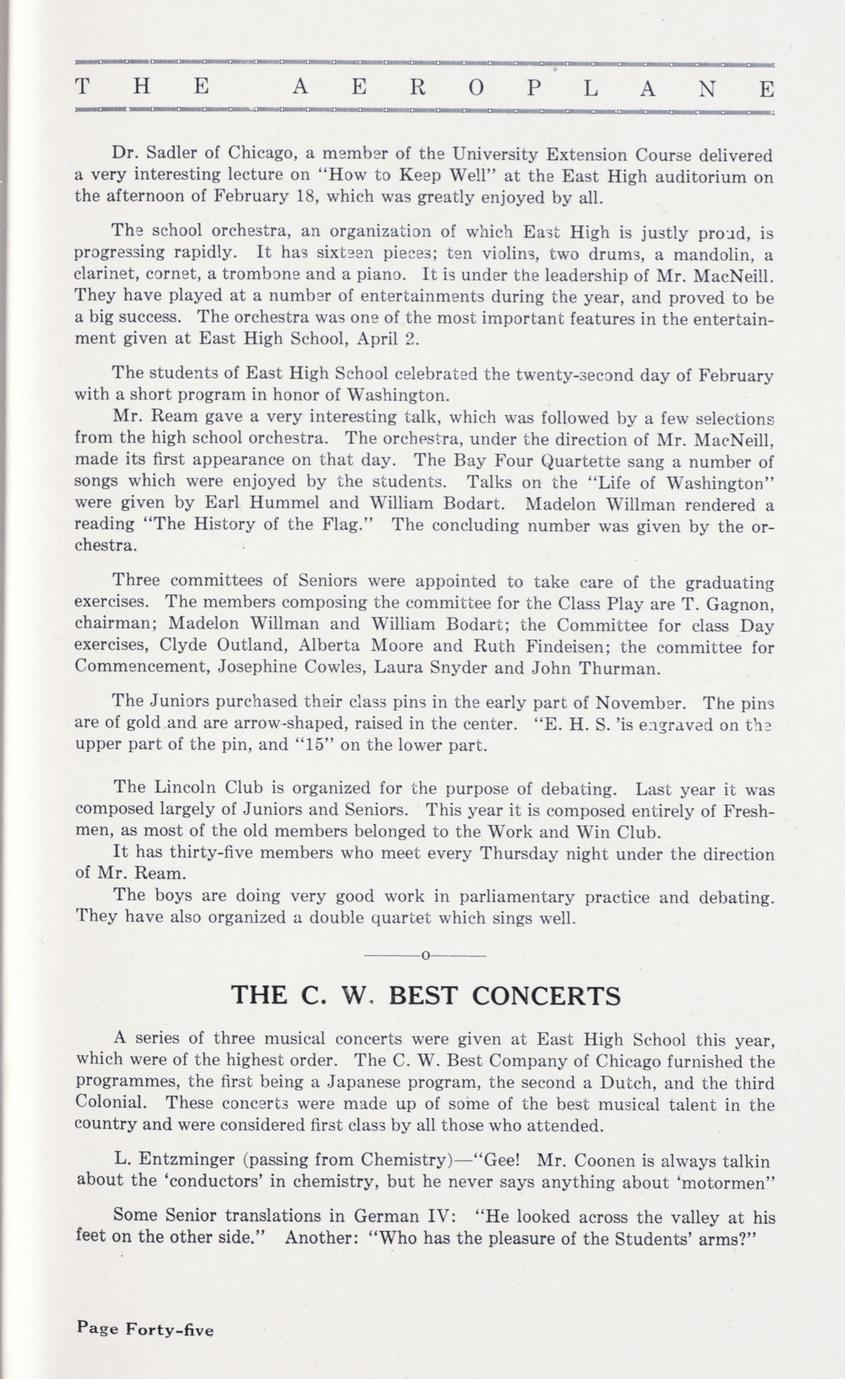 THE AEROPLANE
Dr. Sadler of Chicago, a member of the University Extension Course delivered
a very interesting lecture on “How to Keep Well” at the East High auditorium on
the afternoon of February 18, which was greatly enjoyed by all.
The school orchestra, an organization of which East High is justly proud, is
progressing rapidly. It has sixteen pieces; ten violins, two drums, a mandolin, a
clarinet, cornet, a trombone and a piano. It is under the leadership of Mr. MacNeill.
They have played at a number of entertainments during the year, and proved to be
a big success. The orchestra was one of the most important features in the entertain-
ment given at East High School, April 2.
The students of East High School celebrated the twenty-second day of February
with a short program in honor of Washington.
Mr. Ream gave a very interesting talk, which was followed by a few selections
from the high school orchestra. The orchestra, under the direction of Mr. MacNeill,
made its first appearance on that day. The Bay Four Quartette sang a number of
songs which were enjoyed by the students. Talks on the “Life of Washington”
were given by Earl Hummel and William Bodart. Madelon Willman rendered a
reading “The History of the Flag.” The concluding number was given by the or-
chestra.
Three committees of Seniors were appointed to take care of the graduating
exercises. The members composing the committee for the Class Play are T. Gagnon,
chairman; Madelon Willman and William Bodart; the Committee for class Day
exercises, Clyde Outland, Alberta Moore and Ruth Findeisen; the committee for
Commencement, Josephine Cowles, Laura Snyder and John Thurman.
The Juniors purchased their class pins in the early part of November. The pins
are of gold and are arrow-shaped, raised in the center. “E. H. S. 'is engraved on the
upper part of the pin, and “15” on the lower part.
The Lincoln Club is organized for the purpose of debating. Last year it was
composed largely of Juniors and Seniors. This year it is composed entirely of Fresh-
men, as most of the old members belonged to the Work and Win Club.
It has thirty-five members who meet every Thursday night under the direction
of Mr. Ream.
The boys are doing very good work in parliamentary practice and debating.
They have also organized a double quartet which sings well.
———o———
THE C. W. BEST CONCERTS
A series of three musical concerts were given at East High School this year,
which were of the highest order. The C. W. Best Company of Chicago furnished the
programmes, the first being a Japanese program, the second a Dutch, and the third
Colonial. These concerts were made up of some of the best musical talent in the
country and were considered first class by all those who attended.
L. Entzminger (passing from Chemistry)—“Gee! Mr. Coonen is always talkin
about the ‘conductors’ in chemistry, but he never says anything about ‘motormen”
Some Senior translations in German IV: “He looked across the valley at his
feet on the other side.” Another: “Who has the pleasure of the Students’ arms?”
Page Forty-five